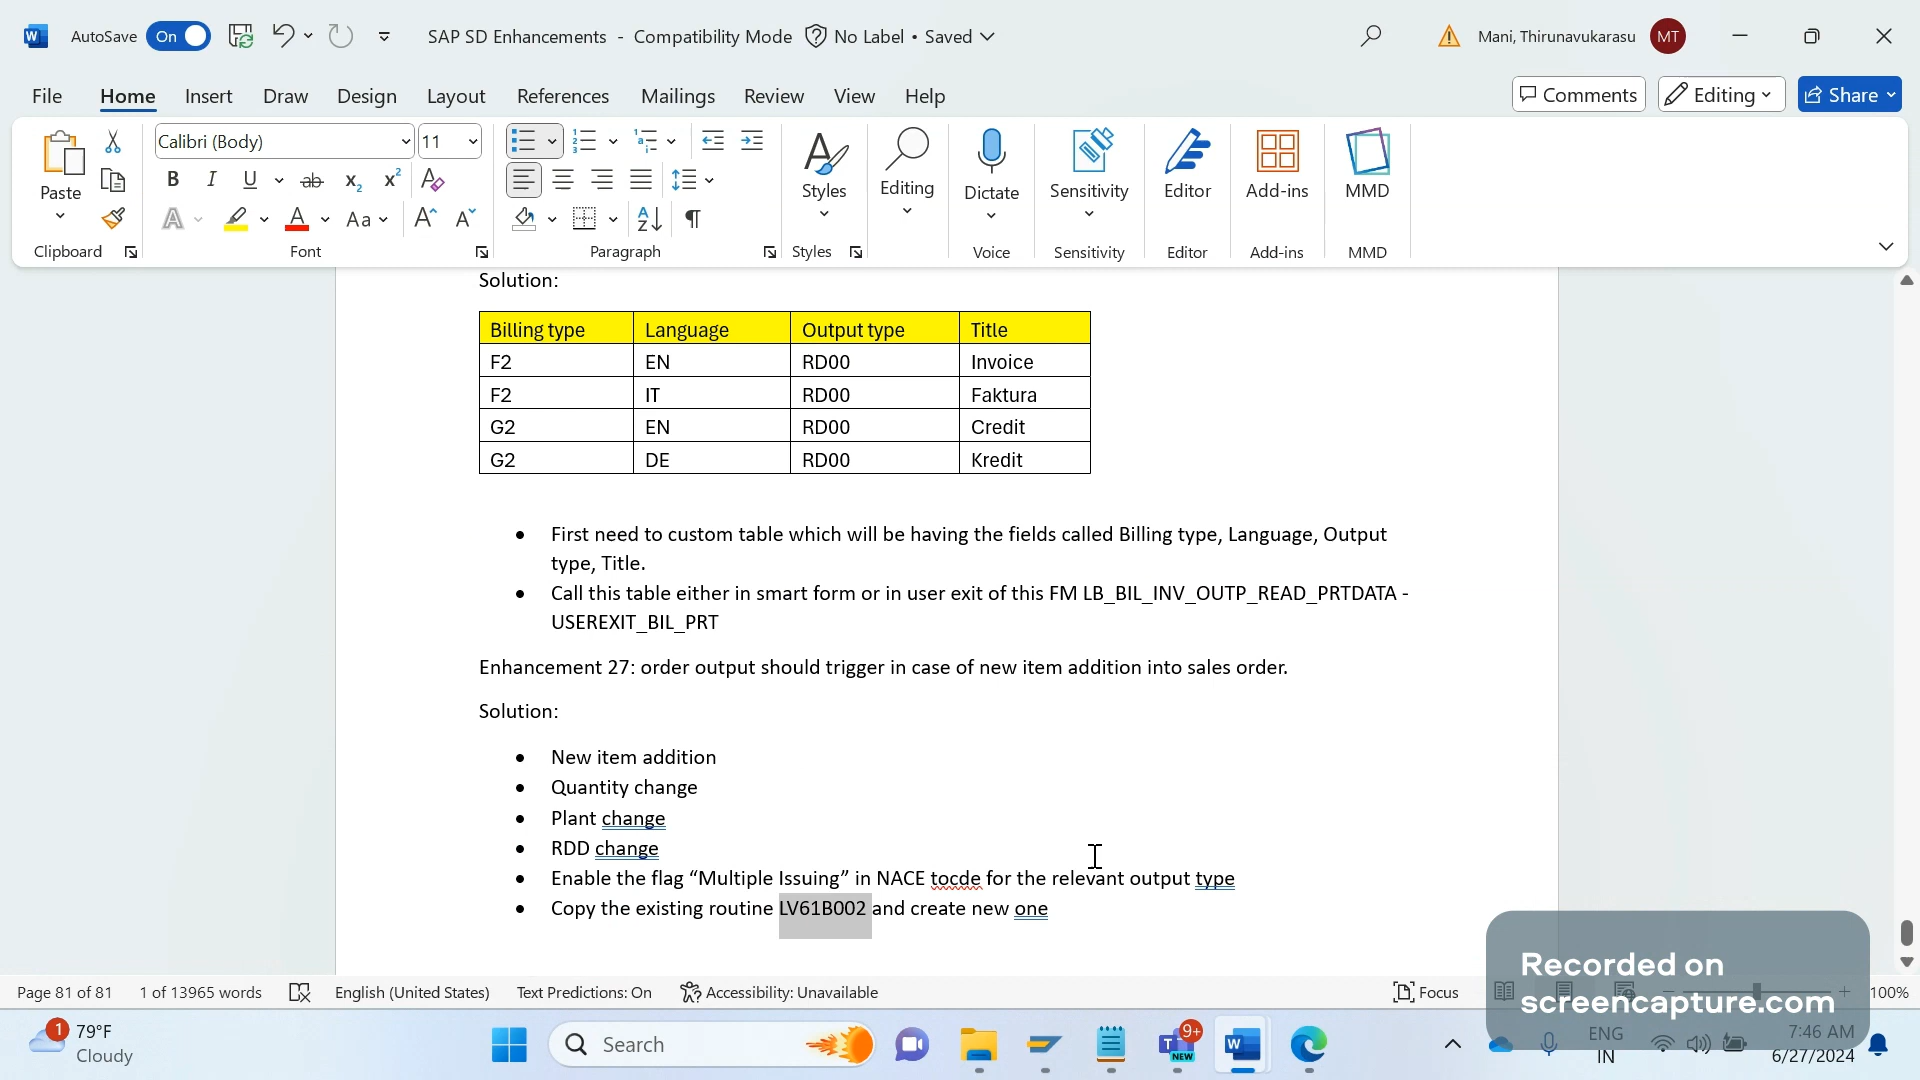 AutoSave On SAP SD Enhancements - Compatibility Mode No Label • Saved Mani, Thirunavukarasu MT
File Home Insert Draw Design Layout References Mailings Review View Help Comments Editing Share
Calibri (Body) 11
Paste Styles Editing Dictate Sensitivity Editor Add-ins MMD
Clipboard Font Paragraph Styles Voice Sensitivity Editor Add-ins MMD
Solution:
Billing type Language Output type Title
F2 EN RD00 Invoice
F2 IT RD00 Faktura
G2 EN RD00 Credit
G2 DE RD00 Kredit
• First need to custom table which will be having the fields called Billing type, Language, Output
type, Title.
• Call this table either in smart form or in user exit of this FM LB_BIL_INV_OUTP_READ_PRTDATA -
USEREXIT_BIL_PRT
Enhancement 27: order output should trigger in case of new item addition into sales order.
Solution:
• New item addition
• Quantity change
• Plant change
• RDD change
• Enable the flag “Multiple Issuing” in NACE tocde for the relevant output type
• Copy the existing routine LV61B002 and create new one
Recorded on
screencapture.com
Page 81 of 81 1 of 13965 words English (United States) Text Predictions: On Accessibility: Unavailable Focus 100%
1 79°F
Cloudy
Search
9+
NEW
ENG
IN
7:46 AM
6/27/2024